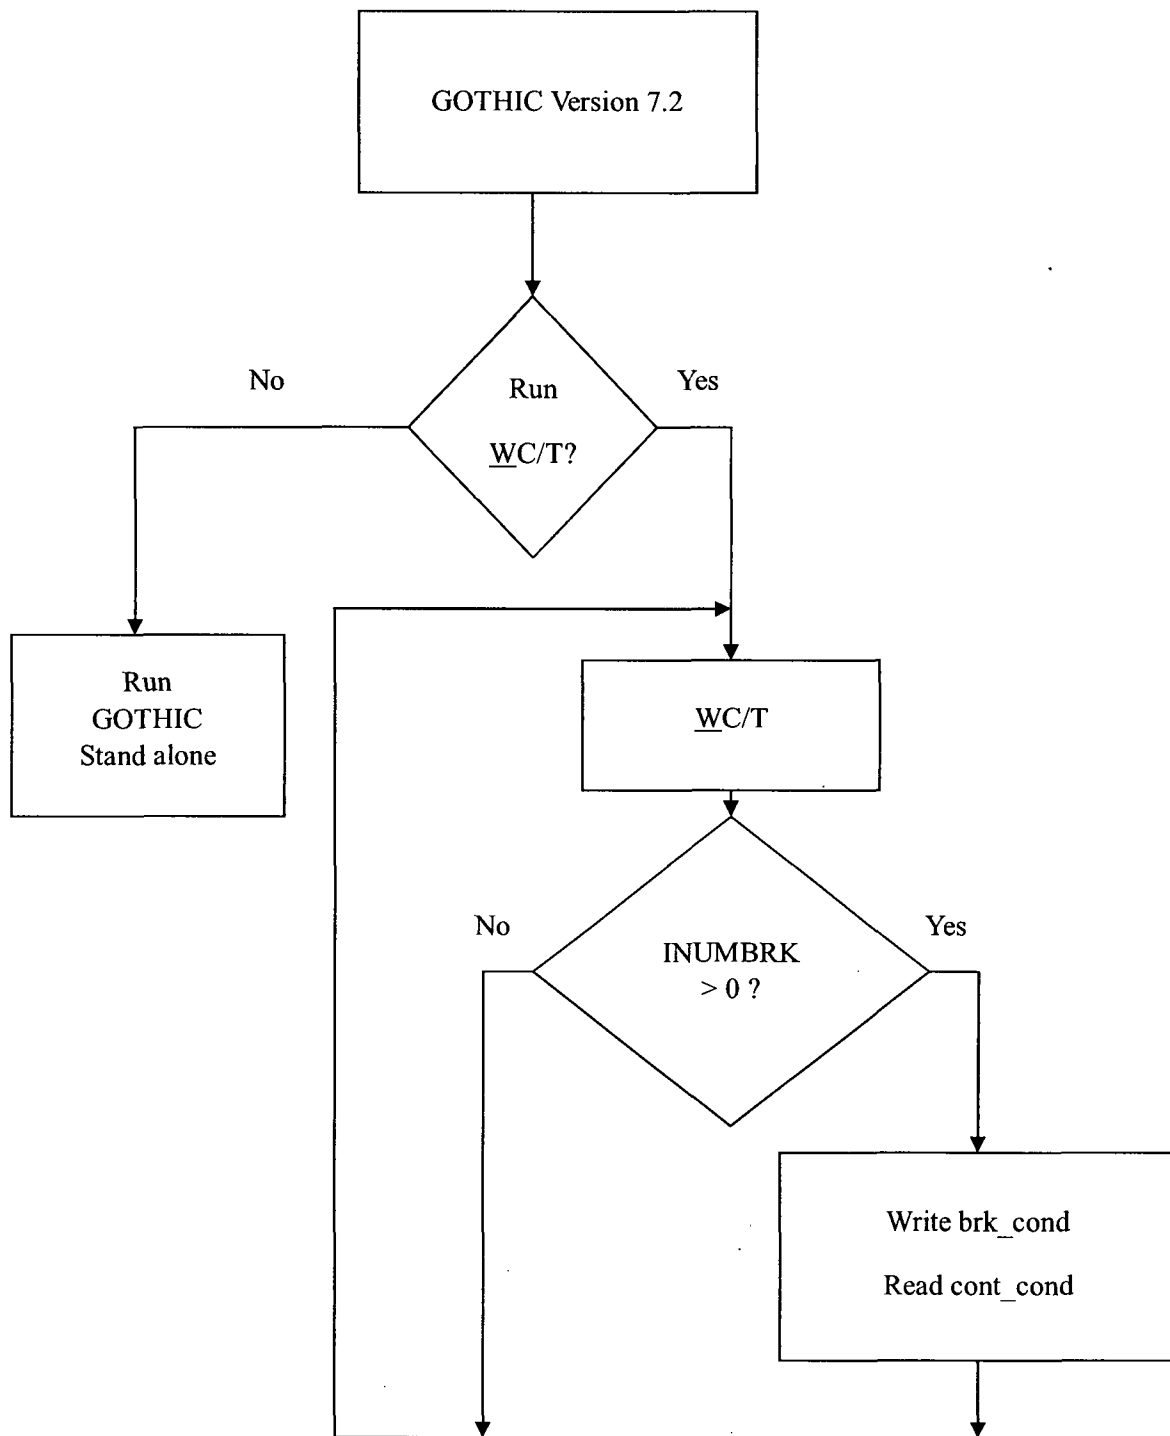 GOTHIC Version 7.2
No
Run
WC/T?
Yes
Run
GOTHIC
Stand alone
WC/T
No
INUMBRK
> 0 ?
Yes
Write brk_cond
Read cont_cond